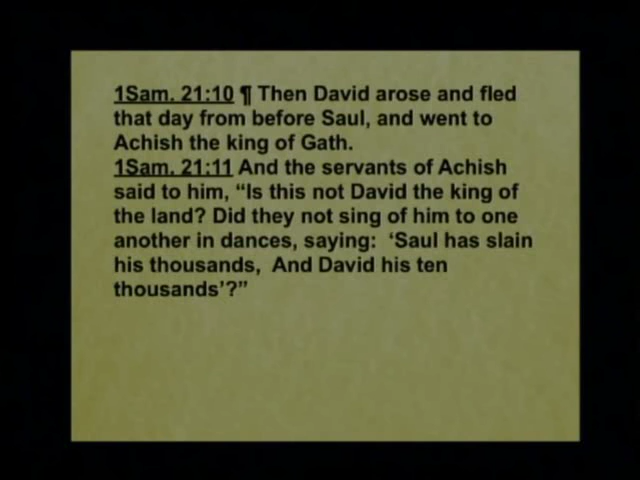 1Sam. 21:10 ¶ Then David arose and fled
that day from before Saul, and went to
Achish the king of Gath.
1Sam. 21:11 And the servants of Achish
said to him, “Is this not David the king of
the land? Did they not sing of him to one
another in dances, saying:  ‘Saul has slain
his thousands,  And David his ten
thousands’?”